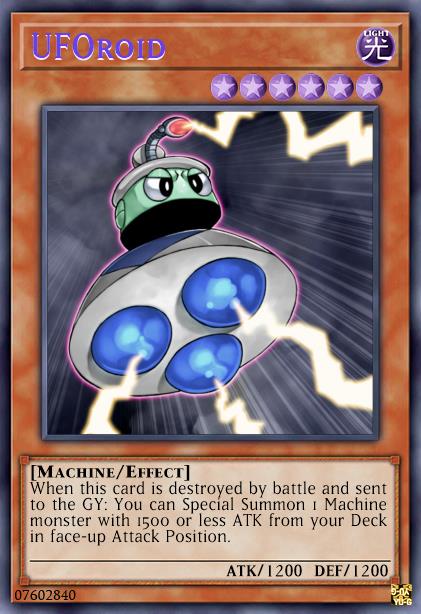 UFOroid
LIGHT
光
[Machine/Effect]
When this card is destroyed by battle and sent
to the GY: You can Special Summon 1 Machine
monster with 1500 or less ATK from your Deck
in face-up Attack Position.
ATK/1200 DEF/1200
07602840